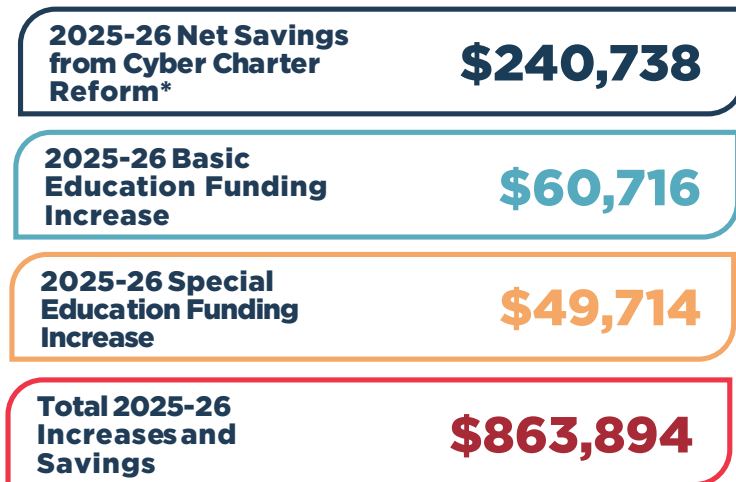 2025-26 Net Savings
from Cyber Charter
Reform*
$240,738
2025-26 Basic
Education Funding
Increase
$60,716
2025-26 Special
Education Funding
Increase
$49,714
Total 2025-26
Increases and
Savings
$863,894